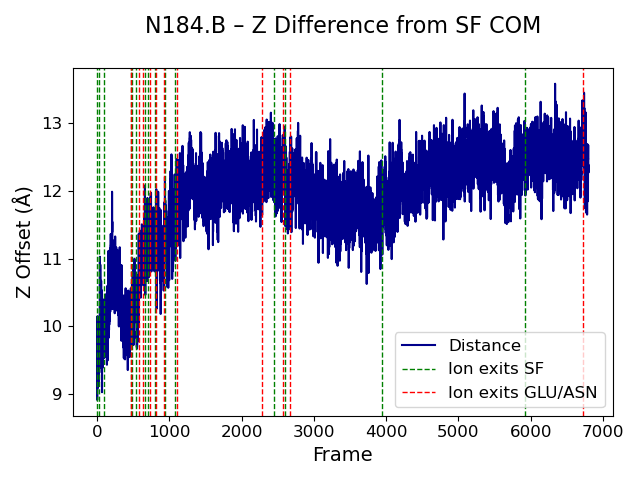 N184.B – Z Difference from SF COM
Z Offset (Å)
13
12
11
10
9
Distance
Ion exits SF
Ion exits GLU/ASN
0
1000
2000
3000
4000
5000
6000
7000
Frame